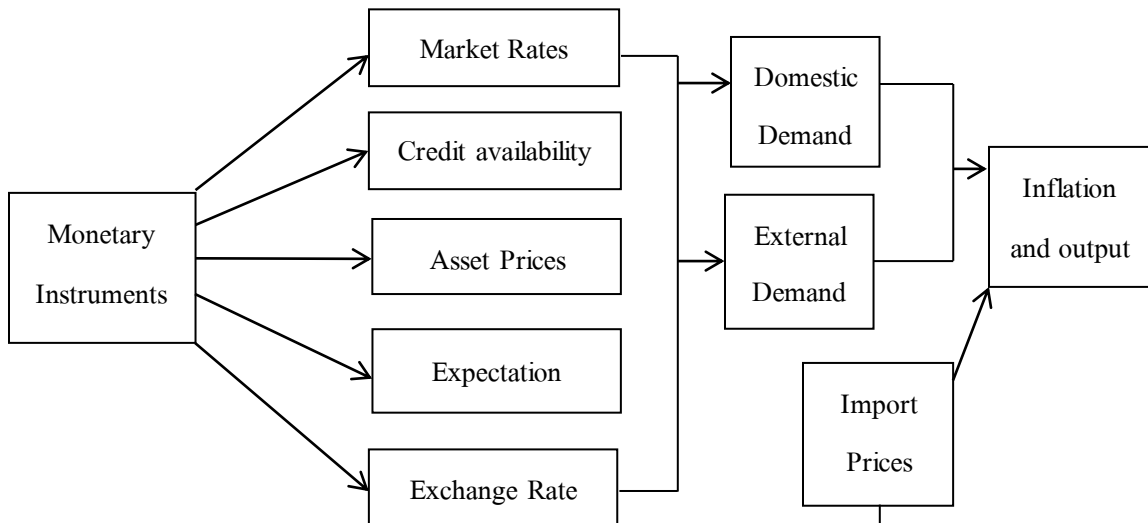 Market Rates
Credit availability
Asset Prices
Expectation
Exchange Rate
Monetary
Instruments
Domestic
Demand
External
Demand
Import
Prices
Inflation
and output